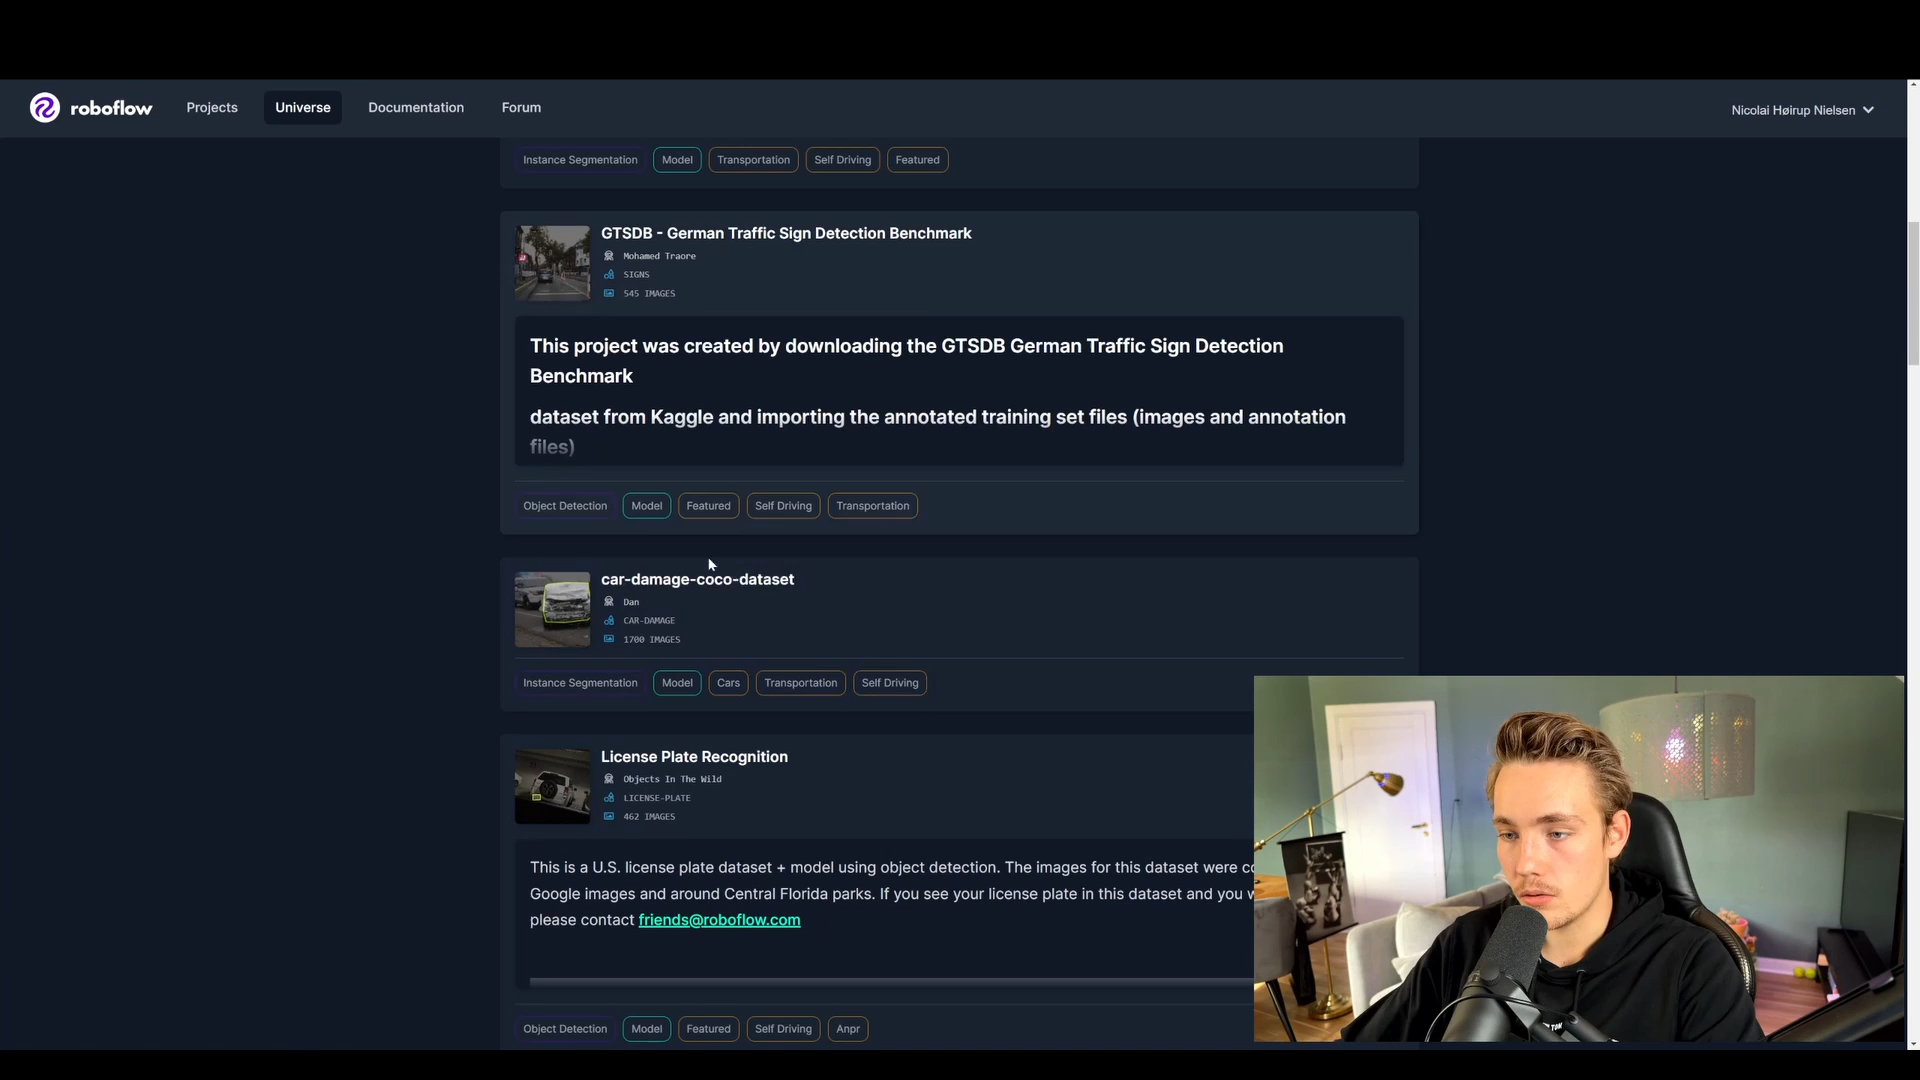 roboflow Projects Universe Documentation Forum Nicolai Høirup Nielsen
Instance Segmentation Model Transportation Self Driving Featured
GTSDB - German Traffic Sign Detection Benchmark
Mohamed Traore
SIGNS
545 IMAGES
This project was created by downloading the GTSDB German Traffic Sign Detection
Benchmark
dataset from Kaggle and importing the annotated training set files (images and annotation
files)
Object Detection Model Featured Self Driving Transportation
car-damage-coco-dataset
Dan
CAR-DAMAGE
1700 IMAGES
Instance Segmentation Model Cars Transportation Self Driving
License Plate Recognition
Objects In The Wild
LICENSE-PLATE
462 IMAGES
This is a U.S. license plate dataset + model using object detection. The images for this dataset were
Google images and around Central Florida parks. If you see your license plate in this dataset and you
please contact friends@roboflow.com
Object Detection Model Featured Self Driving Anpr